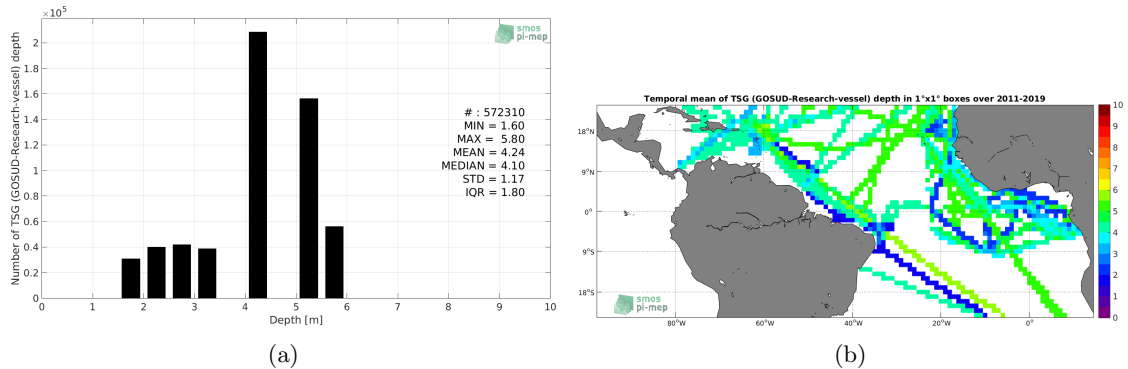 ×10⁵
2
1.8
1.6
1.4
1.2
1
0.8
0.6
0.4
0.2
0
Number of TSG (GOSUD-Research-vessel) depth
smos
pi-mep
# : 572310
MIN = 1.60
MAX = 5.80
MEAN = 4.24
MEDIAN = 4.10
STD = 1.17
IQR = 1.80
0 1 2 3 4 5 6 7 8 9 10
Depth [m]
(a)
Temporal mean of TSG (GOSUD-Research-vessel) depth in 1°x1° boxes over 2011-2019
18°N
9°N
0°
9°S
18°S
smos
pi-mep
80°W 60°W 40°W 20°W 0°
10
9
8
7
6
5
4
3
2
1
0
(b)